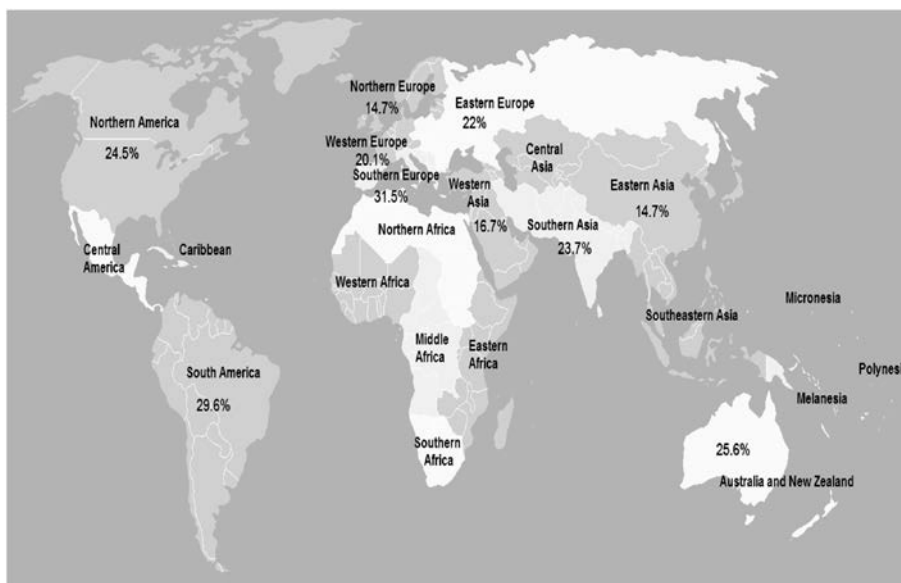 Northern Europe
14.7%
Eastern Europe
22%
Northern America
24.5%
Western Europe
20.1%
Southern Europe
31.5%
Central
Asia
Western
Asia
16.7%
Eastern Asia
14.7%
Southern Asia
23.7%
Northern Africa
Central
America
Caribbean
Western Africa
Micronesia
Southeastern Asia
Middle
Africa
Eastern
Africa
South America
29.6%
Polynesi
Melanesia
Southern
Africa
25.6%
Australia and New Zealand